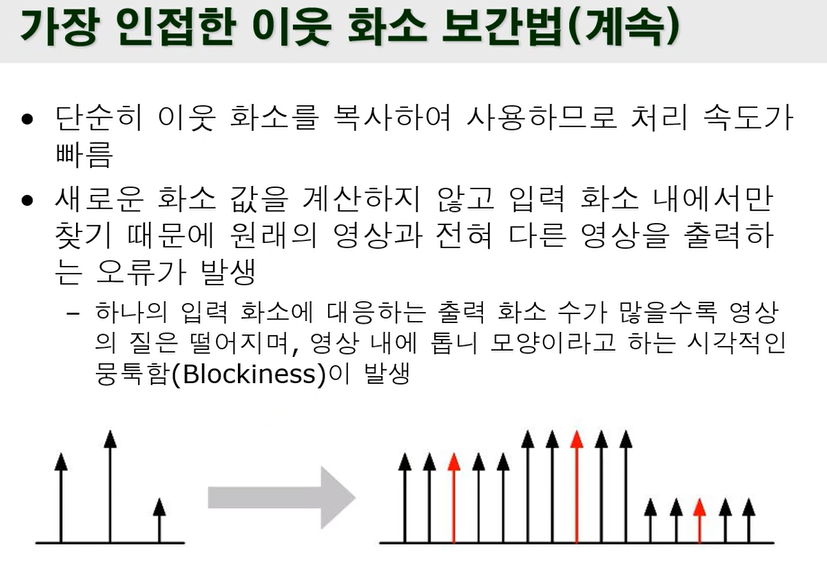 가장 인접한 이웃 화소 보간법(계속)
● 단순히 이웃 화소를 복사하여 사용하므로 처리 속도가
빠름
● 새로운 화소 값을 계산하지 않고 입력 화소 내에서만
찾기 때문에 원래의 영상과 전혀 다른 영상을 출력하
는 오류가 발생
– 하나의 입력 화소에 대응하는 출력 화소 수가 많을수록 영상
의 질은 떨어지며, 영상 내에 톱니 모양이라고 하는 시각적인
뭉툭함(Blockiness)이 발생